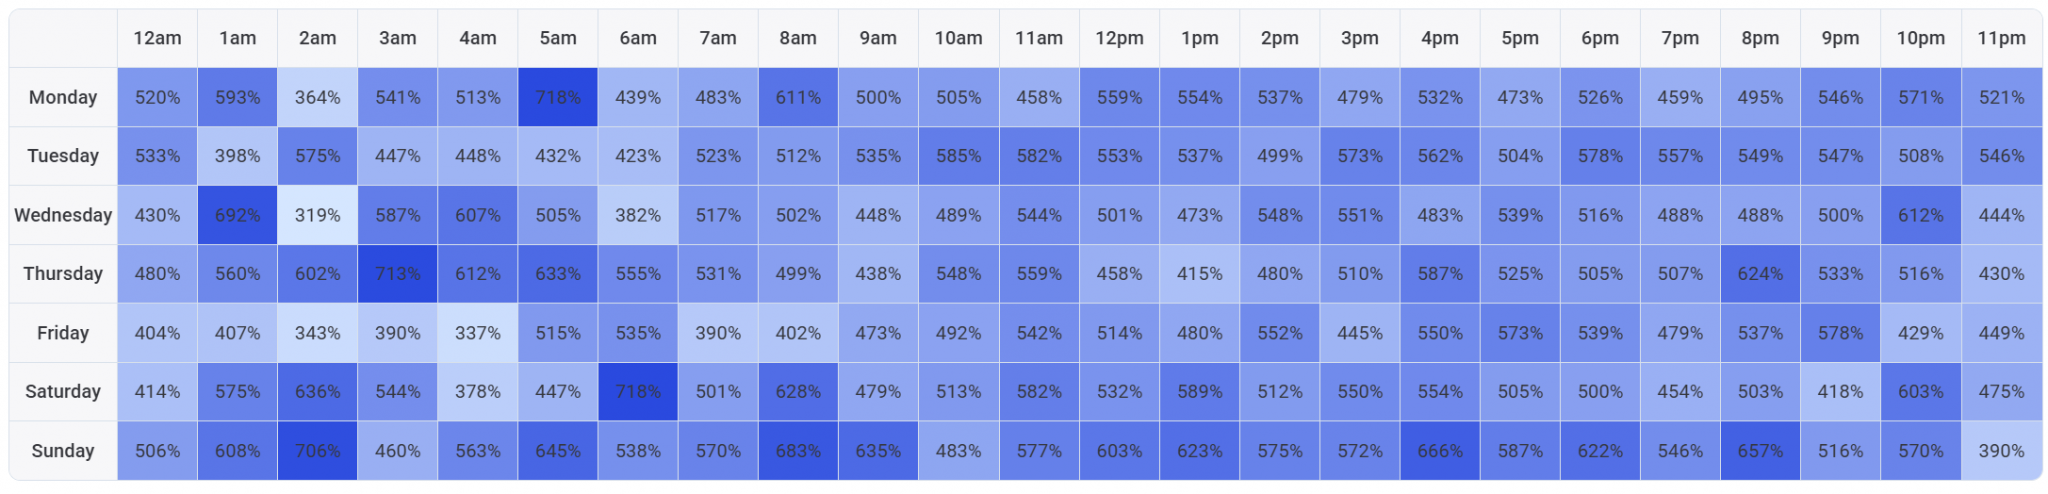 12am 1am 2am 3am 4am 5am 6am 7am 8am 9am 10am 11am 12pm 1pm 2pm 3pm 4pm 5pm 6pm 7pm 8pm 9pm 10pm 11pm
Monday 520% 593% 364% 541% 513% 718% 439% 483% 611% 500% 505% 458% 559% 554% 537% 479% 532% 473% 526% 459% 495% 546% 571% 521%
Tuesday 533% 398% 575% 447% 448% 432% 423% 523% 512% 535% 585% 582% 553% 537% 499% 573% 562% 504% 578% 557% 549% 547% 508% 546%
Wednesday 430% 692% 319% 587% 607% 505% 382% 517% 502% 448% 489% 544% 501% 473% 548% 551% 483% 539% 516% 488% 488% 500% 612% 444%
Thursday 480% 560% 602% 713% 612% 633% 555% 531% 499% 438% 548% 559% 458% 415% 480% 510% 587% 525% 505% 507% 624% 533% 516% 430%
Friday 404% 407% 343% 390% 337% 515% 535% 390% 402% 473% 492% 542% 514% 480% 552% 445% 550% 573% 539% 479% 537% 578% 429% 449%
Saturday 414% 575% 636% 544% 378% 447% 718% 501% 628% 479% 513% 582% 532% 589% 512% 550% 554% 505% 500% 454% 503% 418% 603% 475%
Sunday 506% 608% 706% 460% 563% 645% 538% 570% 683% 635% 483% 577% 603% 623% 575% 572% 666% 587% 622% 546% 657% 516% 570% 390%